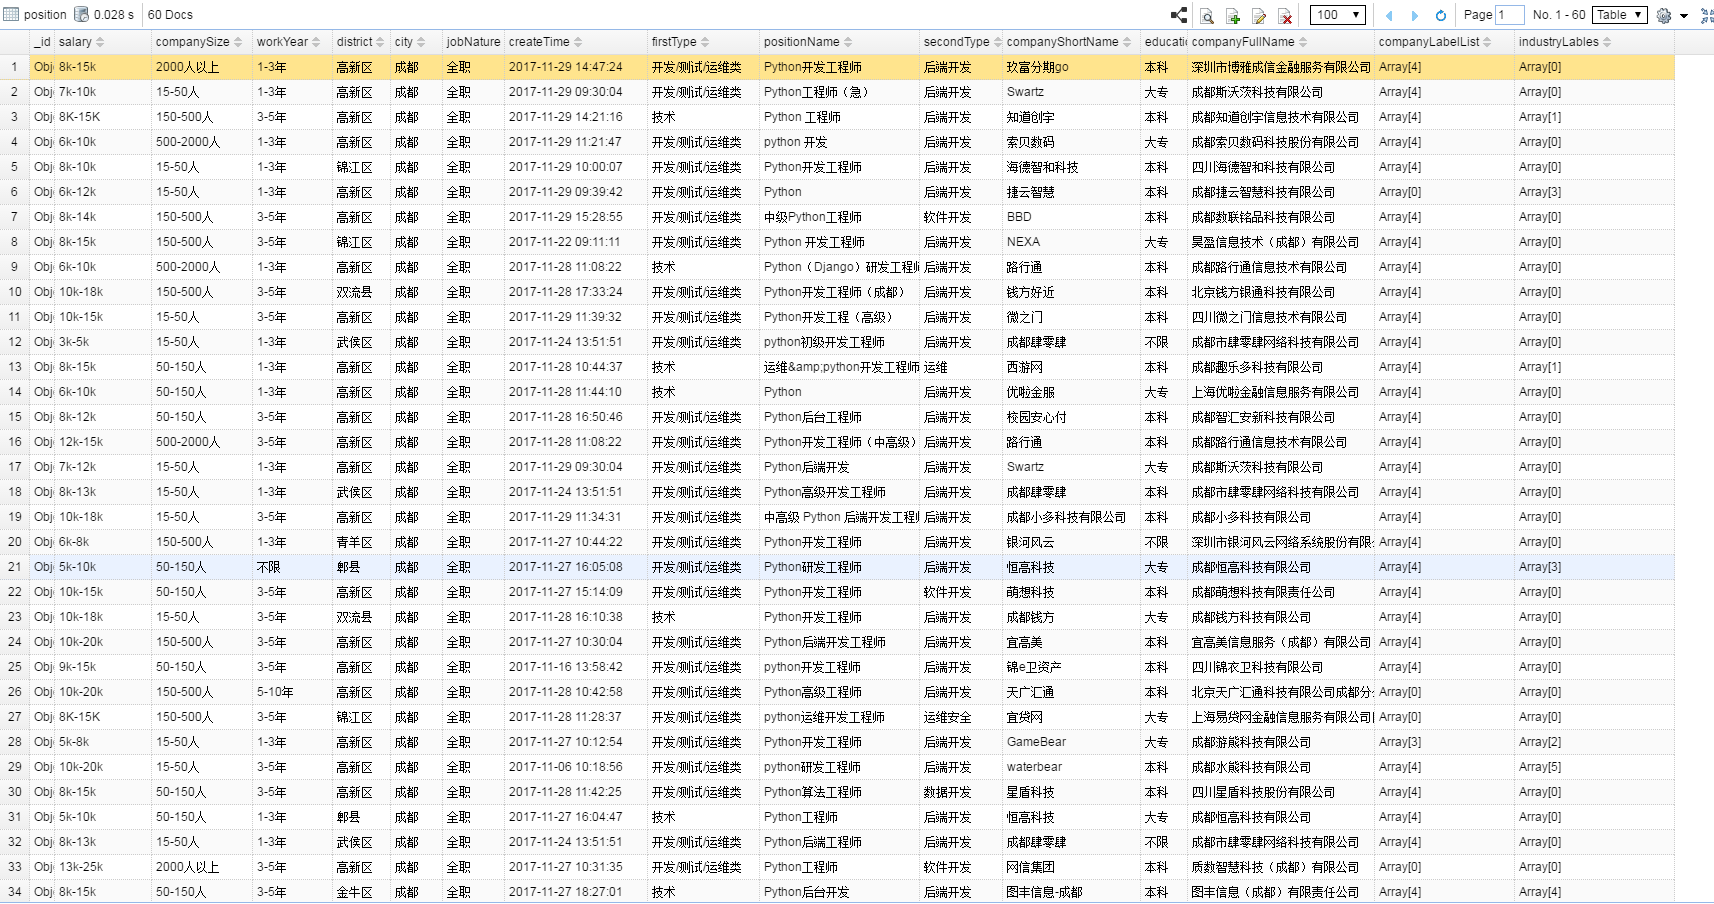 position 0.028 s 60 Docs 100 Page 1 No. 1 - 60 Table
_id salary companySize workYear district city jobNature createTime firstType positionName secondType companyShortName educati companyFullName companyLabelList industryLables
1 Obj 8k-15k 2000人以上 1-3年 高新区 成都 全职 2017-11-29 14:47:24 开发/测试/运维类 Python开发工程师 后端开发 玖富分期go 本科 深圳市博雅成信金融服务有限公司 Array[4] Array[0]
2 Obj 7k-10k 15-50人 1-3年 高新区 成都 全职 2017-11-29 09:30:04 开发/测试/运维类 Python工程师（急） 后端开发 Swartz 大专 成都斯沃茨科技有限公司 Array[4] Array[0]
3 Obj 8K-15K 150-500人 3-5年 高新区 成都 全职 2017-11-29 14:21:16 技术 Python 工程师 后端开发 知道创宇 本科 成都知道创宇信息技术有限公司 Array[4] Array[1]
4 Obj 6k-10k 500-2000人 1-3年 高新区 成都 全职 2017-11-29 11:21:47 开发/测试/运维类 python 开发 后端开发 索贝数码 大专 成都索贝数码科技股份有限公司 Array[4] Array[0]
5 Obj 8k-10k 15-50人 1-3年 锦江区 成都 全职 2017-11-29 10:00:07 开发/测试/运维类 Python开发工程师 后端开发 海德智和科技 本科 四川海德智和科技有限公司 Array[4] Array[0]
6 Obj 6k-12k 15-50人 1-3年 高新区 成都 全职 2017-11-29 09:39:42 开发/测试/运维类 Python 后端开发 捷云智慧 本科 成都捷云智慧科技有限公司 Array[0] Array[3]
7 Obj 8k-14k 150-500人 3-5年 高新区 成都 全职 2017-11-29 15:28:55 开发/测试/运维类 中级Python工程师 软件开发 BBD 本科 成都数联铭品科技有限公司 Array[4] Array[0]
8 Obj 8k-15k 150-500人 3-5年 锦江区 成都 全职 2017-11-22 09:11:11 开发/测试/运维类 Python 开发工程师 后端开发 NEXA 大专 昊盈信息技术（成都）有限公司 Array[4] Array[0]
9 Obj 6k-10k 500-2000人 1-3年 高新区 成都 全职 2017-11-28 11:08:22 技术 Python（Django）研发工程师 后端开发 路行通 本科 成都路行通信息技术有限公司 Array[4] Array[0]
10 Obj 10k-18k 150-500人 3-5年 双流县 成都 全职 2017-11-28 17:33:24 开发/测试/运维类 Python开发工程师（成都） 后端开发 钱方好近 本科 北京钱方银通科技有限公司 Array[4] Array[0]
11 Obj 10k-15k 15-50人 3-5年 高新区 成都 全职 2017-11-29 11:39:32 开发/测试/运维类 Python开发工程（高级） 后端开发 微之门 本科 四川微之门信息技术有限公司 Array[4] Array[0]
12 Obj 3k-5k 15-50人 1-3年 武侯区 成都 全职 2017-11-24 13:51:51 开发/测试/运维类 python初级开发工程师 后端开发 成都肆零肆 不限 成都市肆零肆网络科技有限公司 Array[4] Array[0]
13 Obj 8k-15k 50-150人 1-3年 高新区 成都 全职 2017-11-28 10:44:37 技术 运维&amp;python开发工程师 运维 西游网 本科 成都趣乐多科技有限公司 Array[4] Array[1]
14 Obj 6k-10k 50-150人 1-3年 高新区 成都 全职 2017-11-28 11:44:10 技术 Python 后端开发 优啦金服 大专 上海优啦金融信息服务有限公司 Array[4] Array[0]
15 Obj 8k-12k 50-150人 3-5年 高新区 成都 全职 2017-11-28 16:50:46 开发/测试/运维类 Python后台工程师 后端开发 校园安心付 本科 成都智汇安新科技有限公司 Array[4] Array[0]
16 Obj 12k-15k 500-2000人 3-5年 高新区 成都 全职 2017-11-28 11:08:22 开发/测试/运维类 Python开发工程师（中高级） 后端开发 路行通 本科 成都路行通信息技术有限公司 Array[4] Array[0]
17 Obj 7k-12k 15-50人 1-3年 高新区 成都 全职 2017-11-29 09:30:04 开发/测试/运维类 Python后端开发 后端开发 Swartz 大专 成都斯沃茨科技有限公司 Array[4] Array[0]
18 Obj 8k-13k 15-50人 1-3年 武侯区 成都 全职 2017-11-24 13:51:51 开发/测试/运维类 Python高级开发工程师 后端开发 成都肆零肆 本科 成都市肆零肆网络科技有限公司 Array[4] Array[0]
19 Obj 10k-18k 15-50人 3-5年 高新区 成都 全职 2017-11-29 11:34:31 开发/测试/运维类 中高级 Python 后端开发工程师 后端开发 成都小多科技有限公司 本科 成都小多科技有限公司 Array[4] Array[0]
20 Obj 6k-8k 150-500人 1-3年 青羊区 成都 全职 2017-11-27 10:44:22 开发/测试/运维类 Python开发工程师 后端开发 银河风云 不限 深圳市银河风云网络系统股份有限 Array[4] Array[0]
21 Obj 5k-10k 50-150人 不限 郫县 成都 全职 2017-11-27 16:05:08 开发/测试/运维类 Python研发工程师 后端开发 恒高科技 大专 成都恒高科技有限公司 Array[4] Array[3]
22 Obj 10k-15k 50-150人 3-5年 高新区 成都 全职 2017-11-27 15:14:09 开发/测试/运维类 Python开发工程师 软件开发 萌想科技 本科 成都萌想科技有限责任公司 Array[4] Array[0]
23 Obj 10k-18k 15-50人 3-5年 双流县 成都 全职 2017-11-28 16:10:38 技术 Python开发工程师 后端开发 成都钱方 大专 成都钱方科技有限公司 Array[4] Array[0]
24 Obj 10k-20k 150-500人 3-5年 高新区 成都 全职 2017-11-27 10:30:04 开发/测试/运维类 Python后端开发工程师 后端开发 宜高美 本科 宜高美信息服务（成都）有限公司 Array[4] Array[0]
25 Obj 9k-15k 50-150人 3-5年 高新区 成都 全职 2017-11-16 13:58:42 开发/测试/运维类 python开发工程师 后端开发 锦e卫资产 本科 四川锦衣卫科技有限公司 Array[4] Array[0]
26 Obj 10k-20k 150-500人 5-10年 高新区 成都 全职 2017-11-28 10:42:58 开发/测试/运维类 Python高级工程师 后端开发 天广汇通 本科 北京天广汇通科技有限公司成都分 Array[0] Array[0]
27 Obj 8K-15K 150-500人 3-5年 锦江区 成都 全职 2017-11-28 11:28:37 开发/测试/运维类 python运维开发工程师 运维安全 宜贷网 大专 上海易贷网金融信息服务有限公司 Array[0] Array[0]
28 Obj 5k-8k 15-50人 1-3年 高新区 成都 全职 2017-11-27 10:12:54 开发/测试/运维类 Python开发工程师 后端开发 GameBear 大专 成都游熊科技有限公司 Array[3] Array[2]
29 Obj 10k-20k 15-50人 3-5年 高新区 成都 全职 2017-11-06 10:18:56 开发/测试/运维类 python研发工程师 后端开发 waterbear 本科 成都水熊科技有限公司 Array[4] Array[5]
30 Obj 8k-15k 50-150人 3-5年 高新区 成都 全职 2017-11-28 11:42:25 开发/测试/运维类 Python算法工程师 数据开发 星盾科技 本科 四川星盾科技股份有限公司 Array[4] Array[0]
31 Obj 5k-10k 50-150人 1-3年 郫县 成都 全职 2017-11-27 16:04:47 技术 Python工程师 后端开发 恒高科技 大专 成都恒高科技有限公司 Array[4] Array[3]
32 Obj 8k-13k 15-50人 1-3年 武侯区 成都 全职 2017-11-24 13:51:51 开发/测试/运维类 Python后端工程师 后端开发 成都肆零肆 不限 成都市肆零肆网络科技有限公司 Array[4] Array[0]
33 Obj 13k-25k 2000人以上 3-5年 高新区 成都 全职 2017-11-27 10:31:35 开发/测试/运维类 Python工程师 软件开发 网信集团 本科 质数智慧科技（成都）有限公司 Array[0] Array[0]
34 Obj 8k-15k 50-150人 3-5年 金牛区 成都 全职 2017-11-27 18:27:01 技术 Python后台开发 后端开发 图丰信息-成都 本科 图丰信息（成都）有限责任公司 Array[4] Array[4]